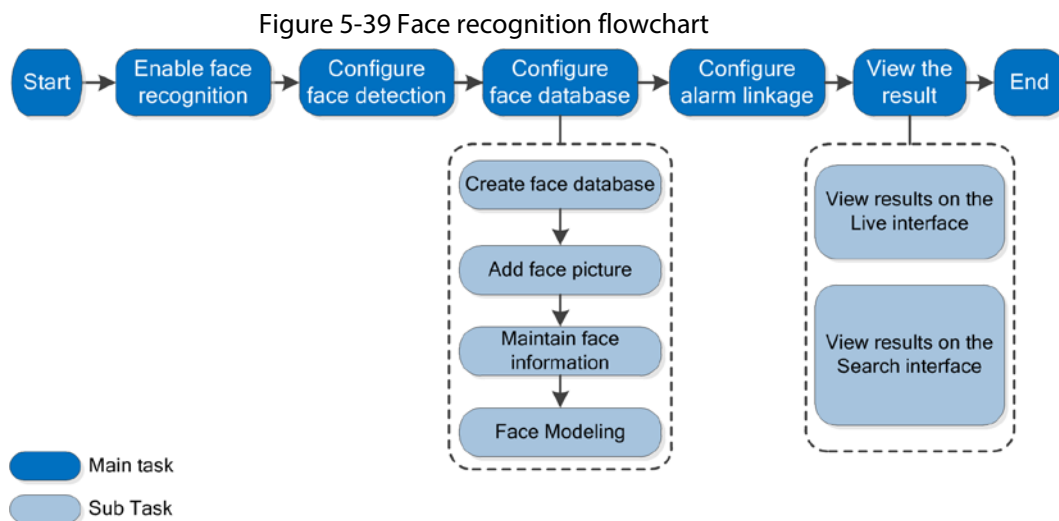 Figure 5-39 Face recognition flowchart
Start
Enable face
recognition
Configure
face detection
Configure
face database
Configure
alarm linkage
View the
result
End
Create face database
Add face picture
Maintain face
information
Face Modeling
View results on the
Live interface
View results on the
Search interface
Main task
Sub Task